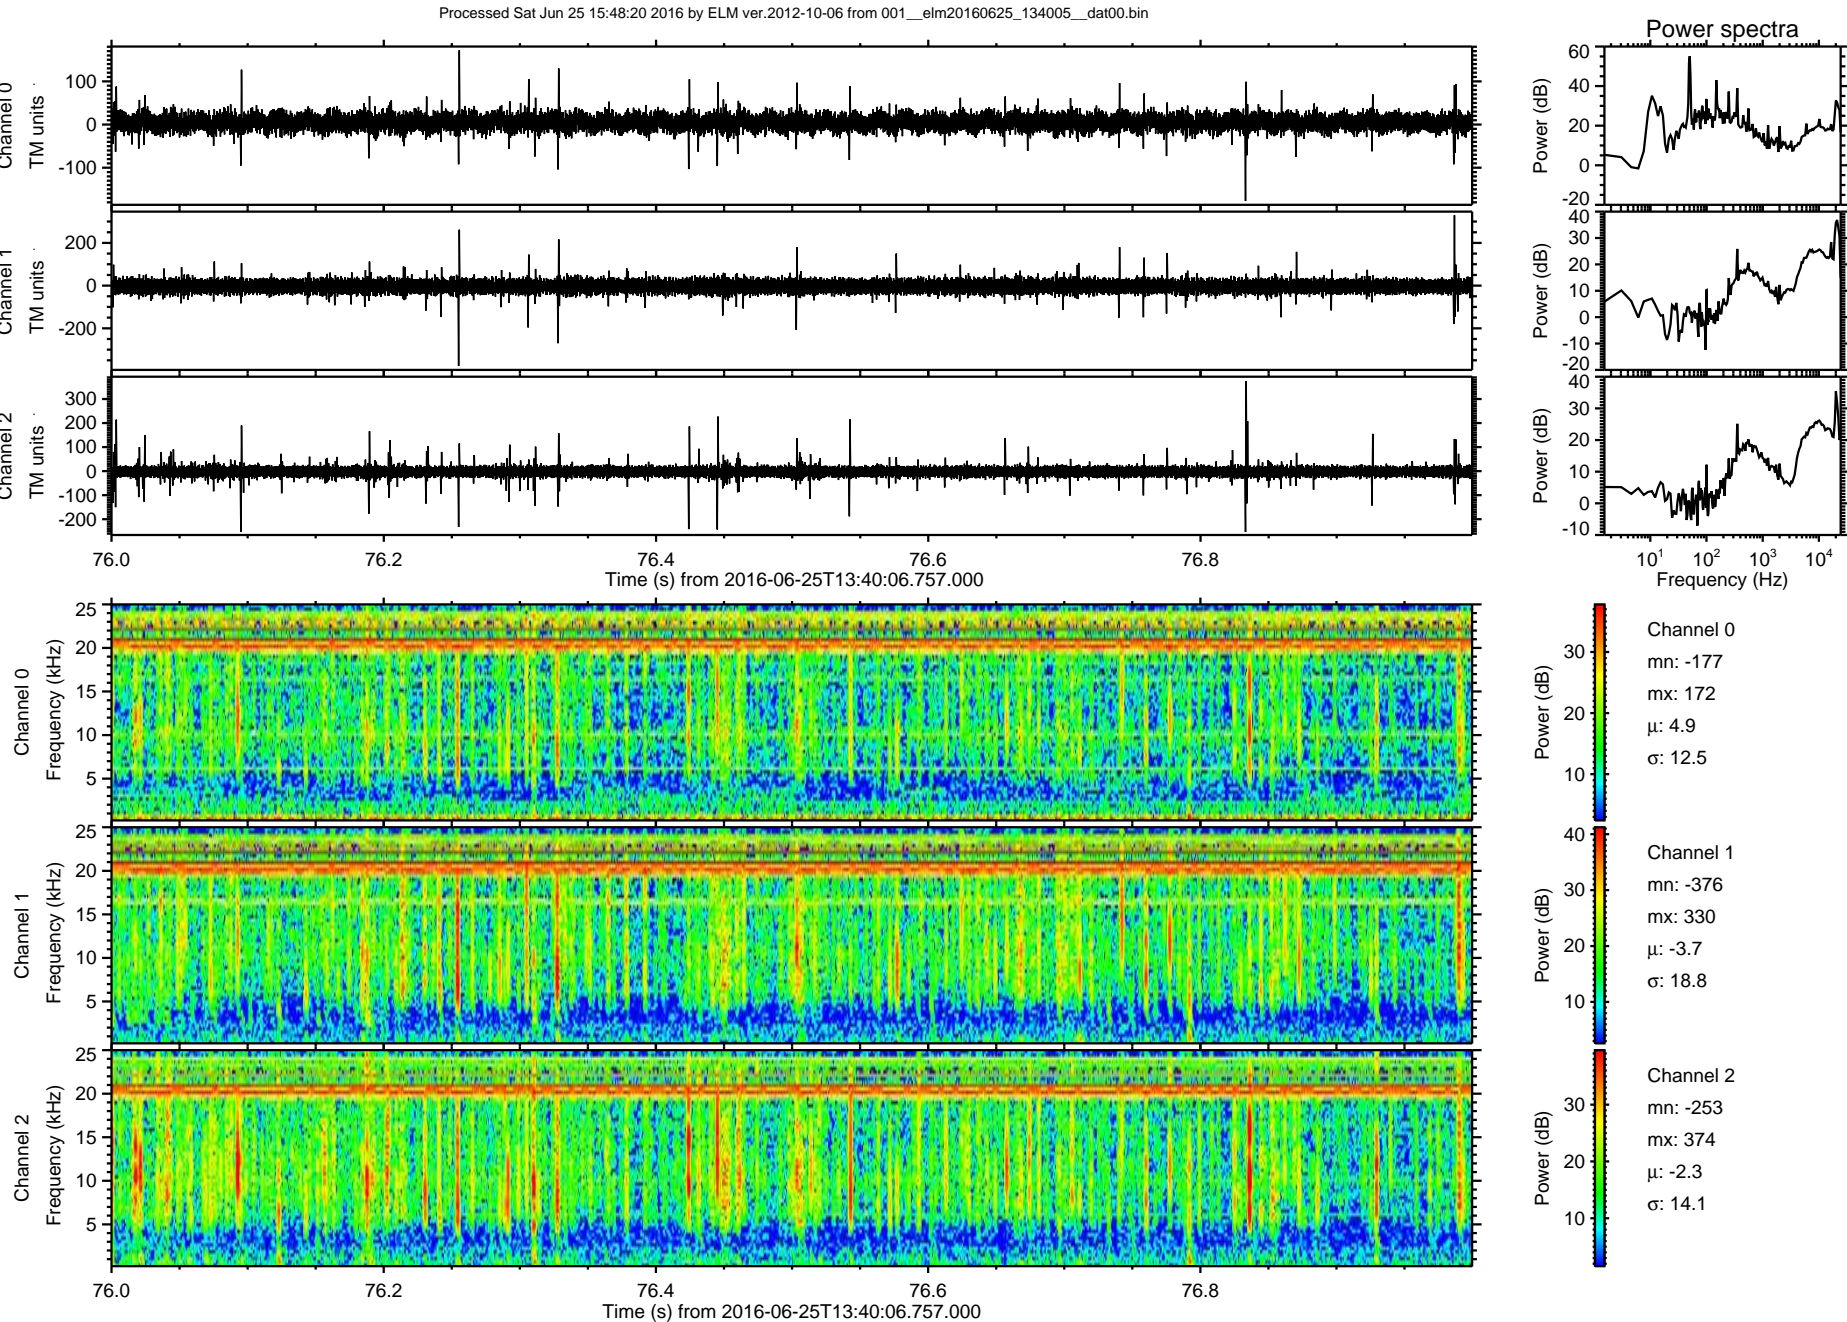 Processed Sat Jun 25 15:48:20 2016 by ELM ver.2012-10-06 from 001__elm20160625_134005__dat00.bin
Power spectra
Channel 0
TM units
100
0
-100
Power (dB)
60
40
20
0
-20
Channel 1
TM units
200
0
-200
Power (dB)
40
30
20
10
0
-10
-20
Channel 2
TM units
300
200
100
0
-100
-200
Power (dB)
40
30
20
10
0
-10
76.0 76.2 76.4 76.6 76.8
Time (s) from 2016-06-25T13:40:06.757.000
10¹ 10² 10³ 10⁴
Frequency (Hz)
Channel 0
Frequency (kHz)
25
20
15
10
5
Power (dB)
30
20
10
Channel 0
mn: -177
mx: 172
μ: 4.9
σ: 12.5
Channel 1
Frequency (kHz)
25
20
15
10
5
Power (dB)
40
30
20
10
Channel 1
mn: -376
mx: 330
μ: -3.7
σ: 18.8
Channel 2
Frequency (kHz)
25
20
15
10
5
Power (dB)
30
20
10
Channel 2
mn: -253
mx: 374
μ: -2.3
σ: 14.1
76.0 76.2 76.4 76.6 76.8
Time (s) from 2016-06-25T13:40:06.757.000